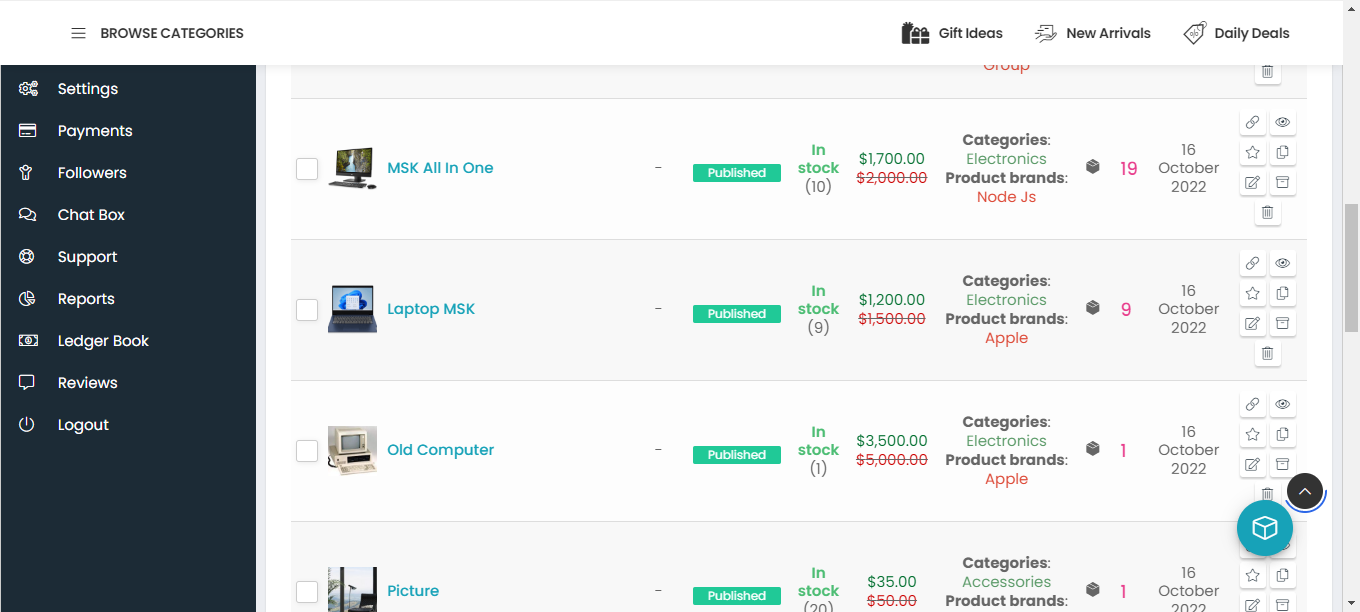 BROWSE CATEGORIES
Gift Ideas
New Arrivals
Daily Deals
Settings
Payments
Followers
Chat Box
Support
Reports
Ledger Book
Reviews
Logout
Group
MSK All In One
–
Published
In
stock
(10)
$1,700.00
$2,000.00
Categories:
Electronics
Product brands:
Node Js
19
16
October
2022
Laptop MSK
–
Published
In
stock
(9)
$1,200.00
$1,500.00
Categories:
Electronics
Product brands:
Apple
9
16
October
2022
Old Computer
–
Published
In
stock
(1)
$3,500.00
$5,000.00
Categories:
Electronics
Product brands:
Apple
1
16
October
2022
Picture
–
Published
In
stock
(20)
$35.00
$50.00
Categories:
Accessories
Product brands:
1
16
October
2022